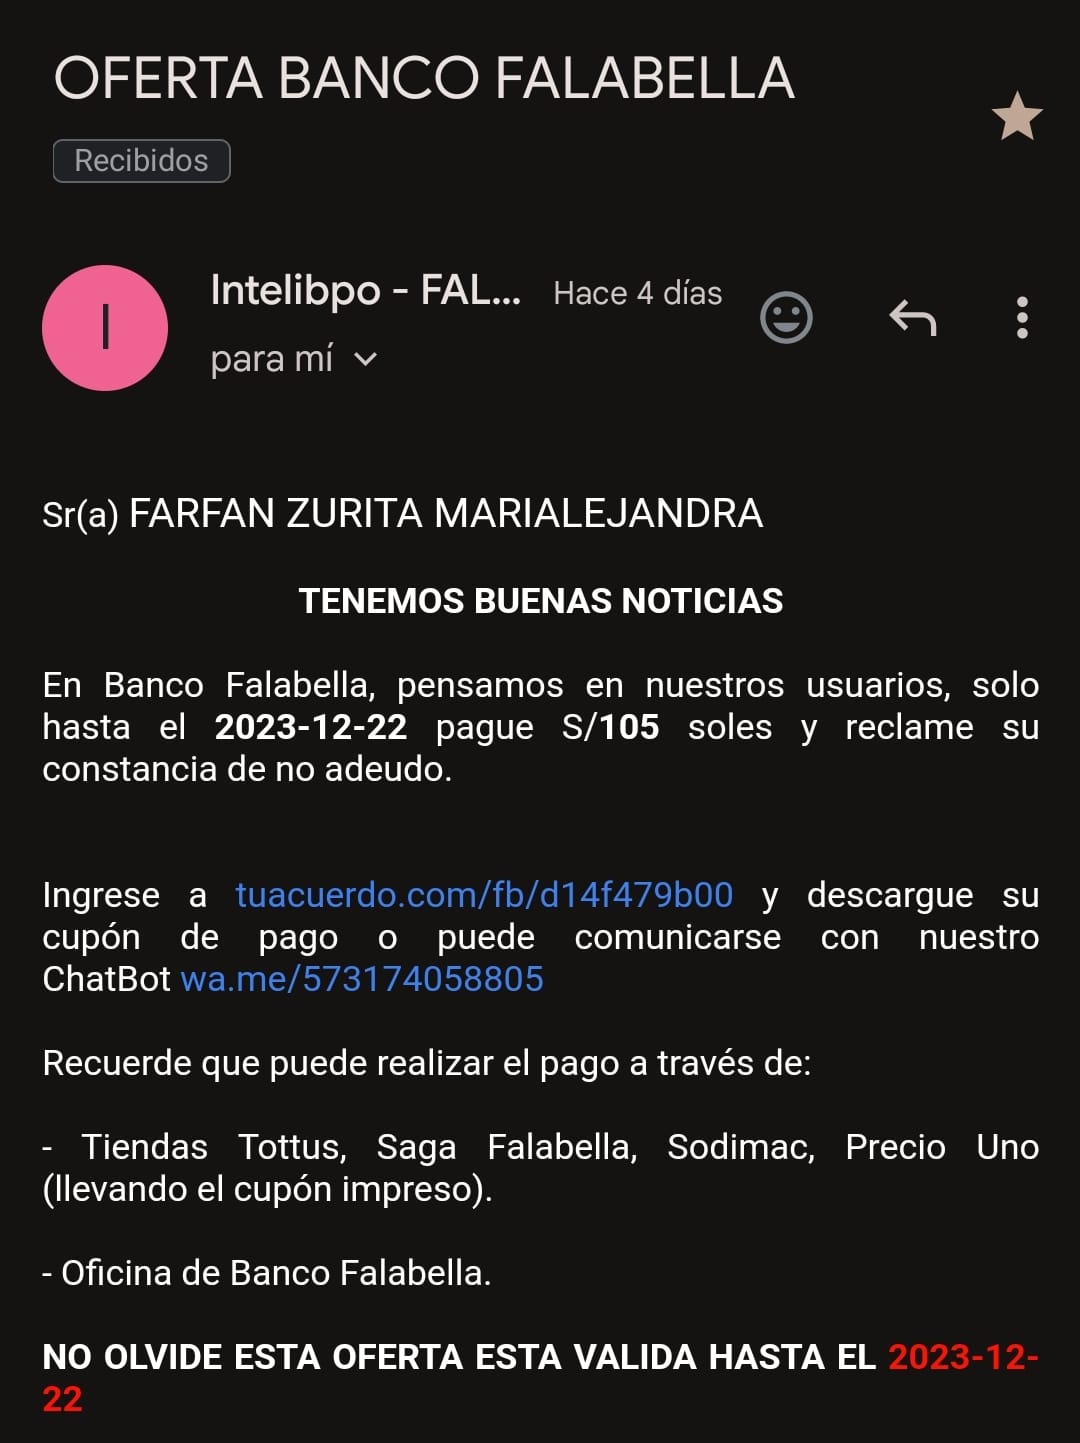 OFERTA BANCO FALABELLA
Recibidos
I
Intelibpo - FAL... Hace 4 días
para mí
Sr(a) FARFAN ZURITA MARIALEJANDRA
TENEMOS BUENAS NOTICIAS
En Banco Falabella, pensamos en nuestros usuarios, solo
hasta el 2023-12-22 pague S/105 soles y reclame su
constancia de no adeudo.
Ingrese a tuacuerdo.com/fb/d14f479b00 y descargue su
cupón de pago o puede comunicarse con nuestro
ChatBot wa.me/573174058805
Recuerde que puede realizar el pago a través de:
- Tiendas Tottus, Saga Falabella, Sodimac, Precio Uno
(llevando el cupón impreso).
- Oficina de Banco Falabella.
NO OLVIDE ESTA OFERTA ESTA VALIDA HASTA EL 2023-12-
22